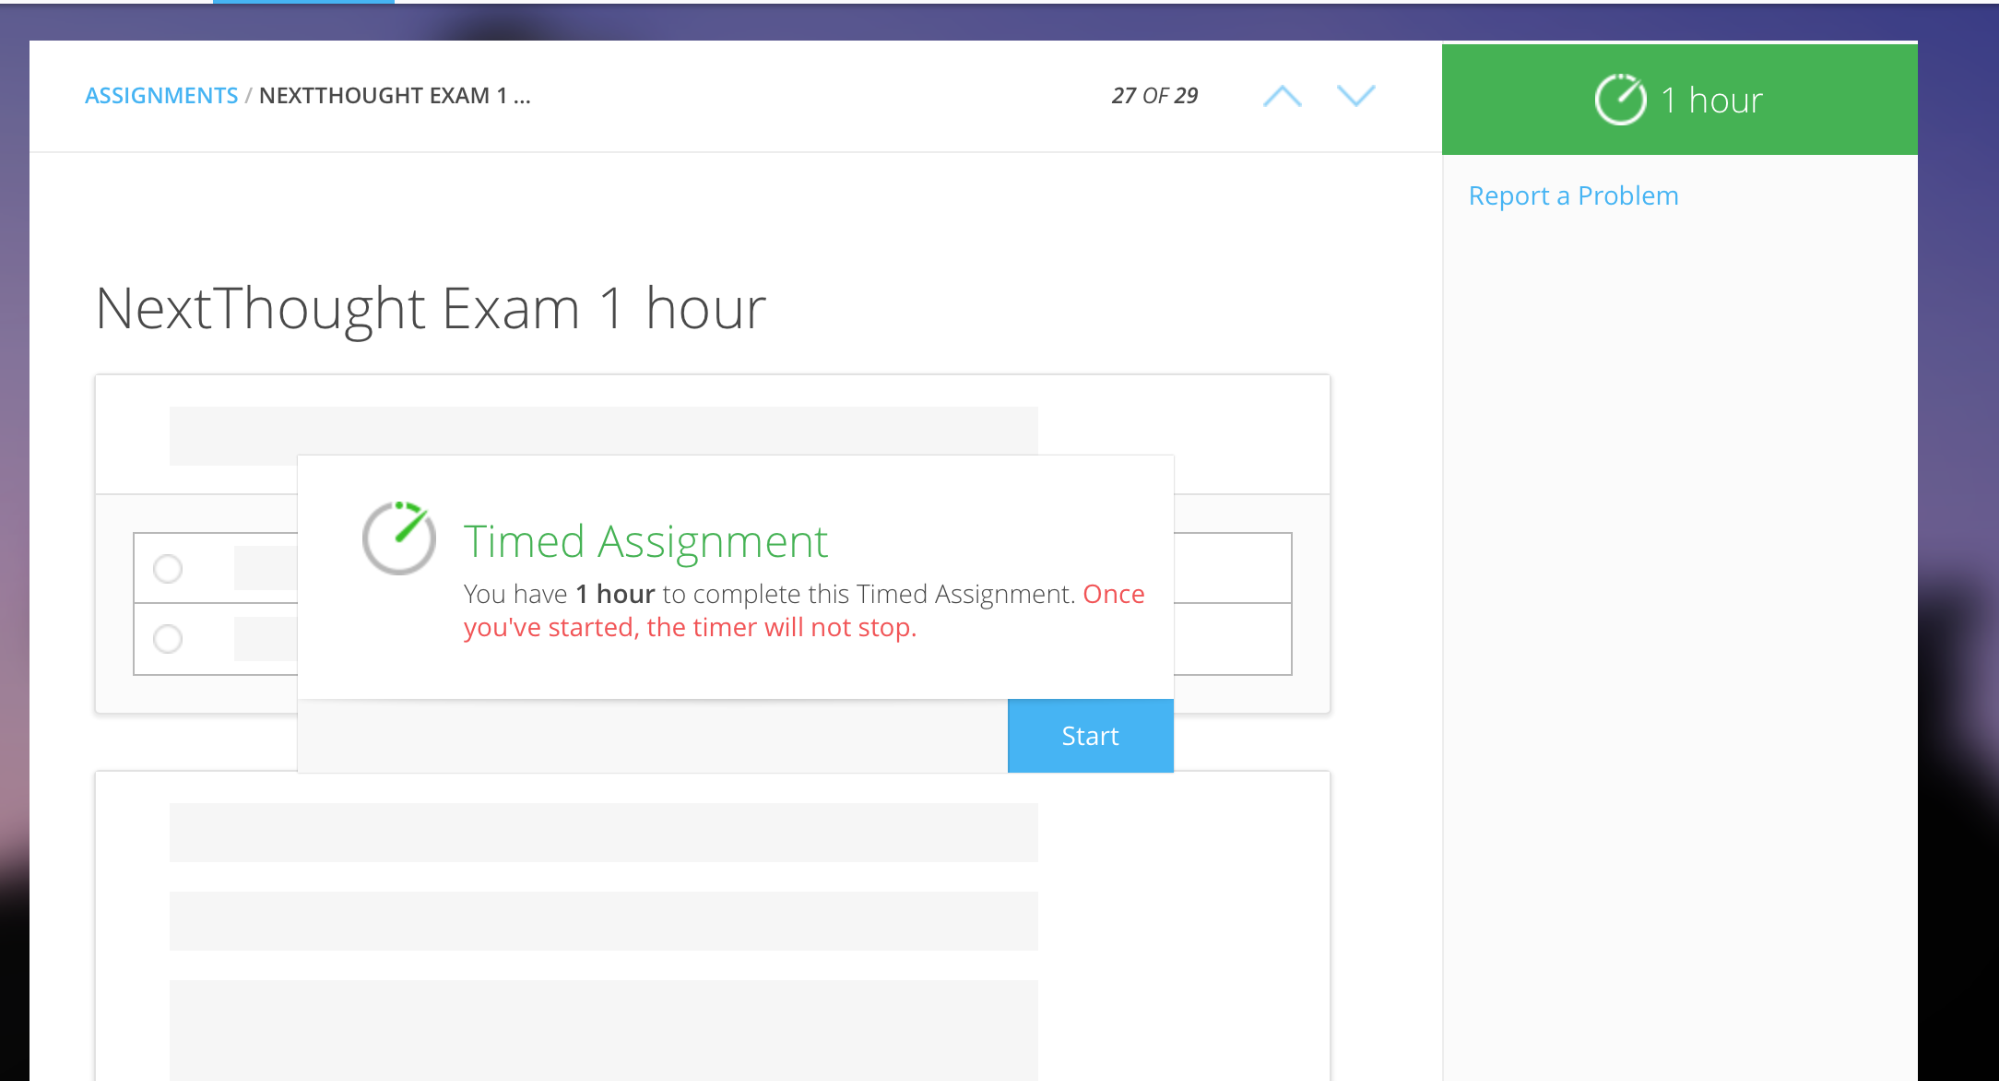 ASSIGNMENTS / NEXTTHOUGHT EXAM 1 ...
27 OF 29
1 hour
Report a Problem
NextThought Exam 1 hour
Timed Assignment
You have 1 hour to complete this Timed Assignment. Once
you've started, the timer will not stop.
Start